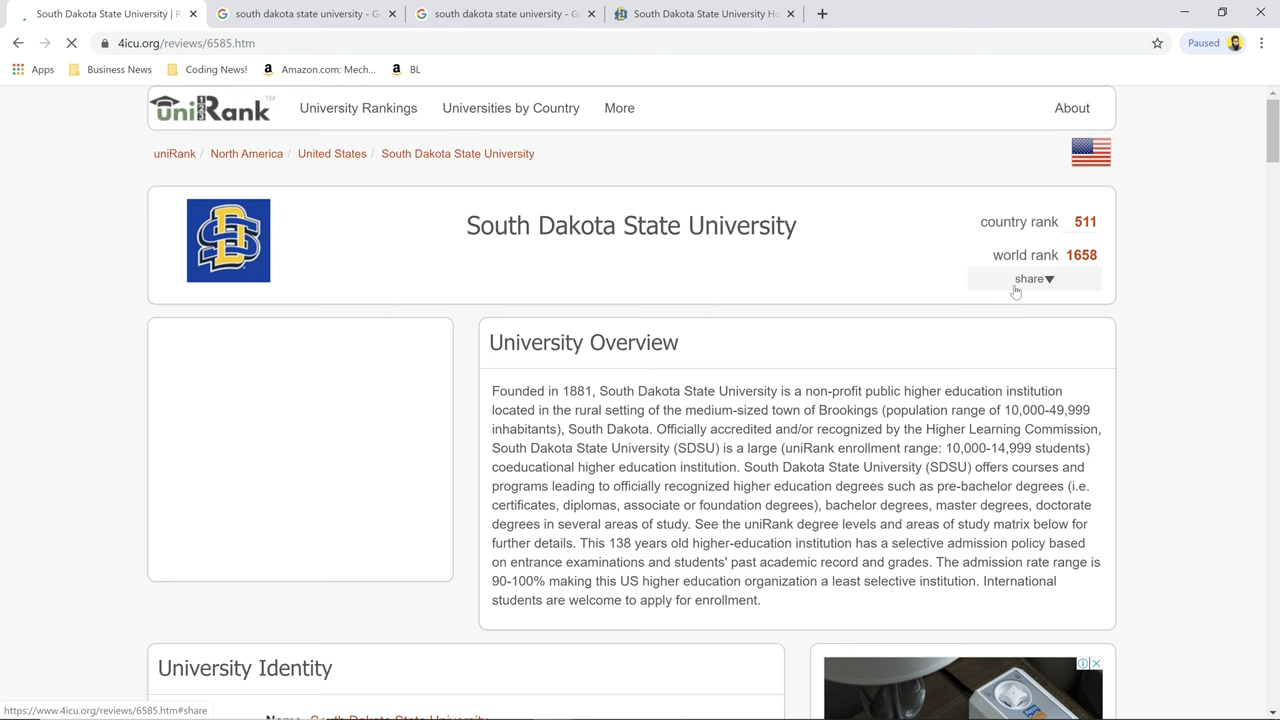 South Dakota State University | R
south dakota state university - G
south dakota state university - G
South Dakota State University Ho
4icu.org/reviews/6585.htm
Paused
Apps
Business News
Coding News!
Amazon.com: Mech...
BL
uniRank™
123
University Rankings
Universities by Country
More
About
uniRank / North America / United States / South Dakota State University
South Dakota State University
country rank 511
world rank 1658
share▼
University Overview
Founded in 1881, South Dakota State University is a non-profit public higher education institution
located in the rural setting of the medium-sized town of Brookings (population range of 10,000-49,999
inhabitants), South Dakota. Officially accredited and/or recognized by the Higher Learning Commission,
South Dakota State University (SDSU) is a large (uniRank enrollment range: 10,000-14,999 students)
coeducational higher education institution. South Dakota State University (SDSU) offers courses and
programs leading to officially recognized higher education degrees such as pre-bachelor degrees (i.e.
certificates, diplomas, associate or foundation degrees), bachelor degrees, master degrees, doctorate
degrees in several areas of study. See the uniRank degree levels and areas of study matrix below for
further details. This 138 years old higher-education institution has a selective admission policy based
on entrance examinations and students' past academic record and grades. The admission rate range is
90-100% making this US higher education organization a least selective institution. International
students are welcome to apply for enrollment.
University Identity
Name South Dakota State University
https://www.4icu.org/reviews/6585.htm#share